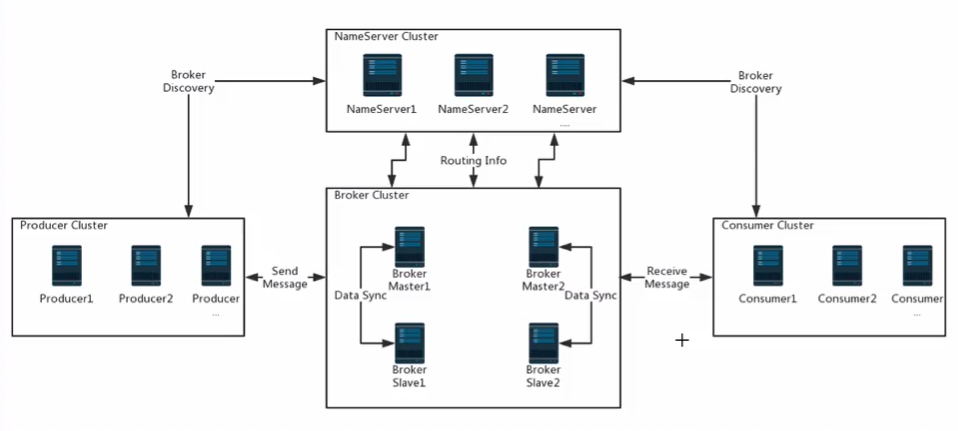 NameServer Cluster
NameServer1
NameServer2
NameServer
....
Broker
Discovery
Broker
Discovery
Routing Info
Broker Cluster
Producer Cluster
Producer1
Producer2
Producer
...
Send
Message
Broker
Master1
Data Sync
Broker
Slave1
Broker
Master2
Data Sync
Broker
Slave2
Receive
Message
Consumer Cluster
Consumer1
Consumer2
Consumer
...